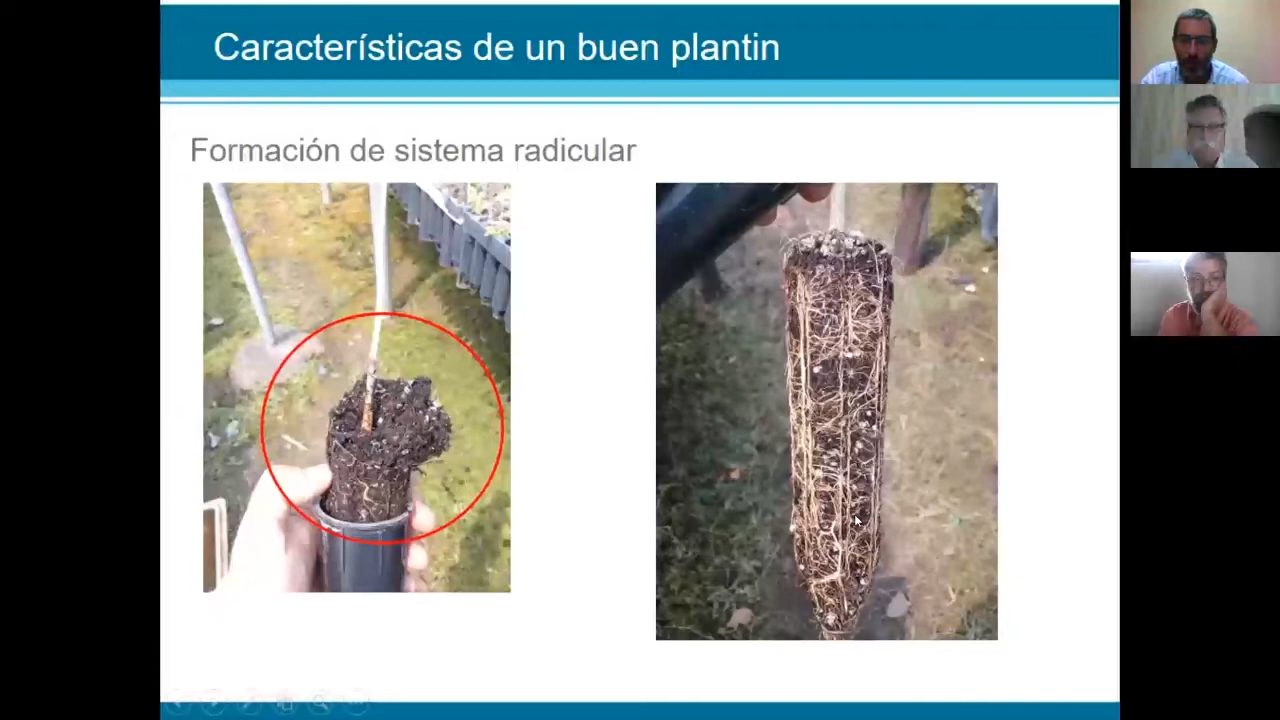 Características de un buen plantin
Formación de sistema radicular